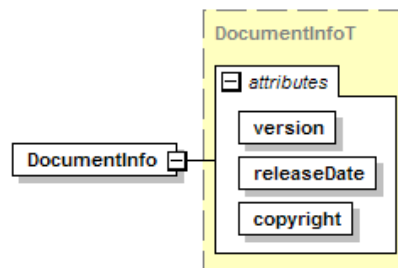 DocumentInfoT
attributes
version
DocumentInfo
releaseDate
copyright